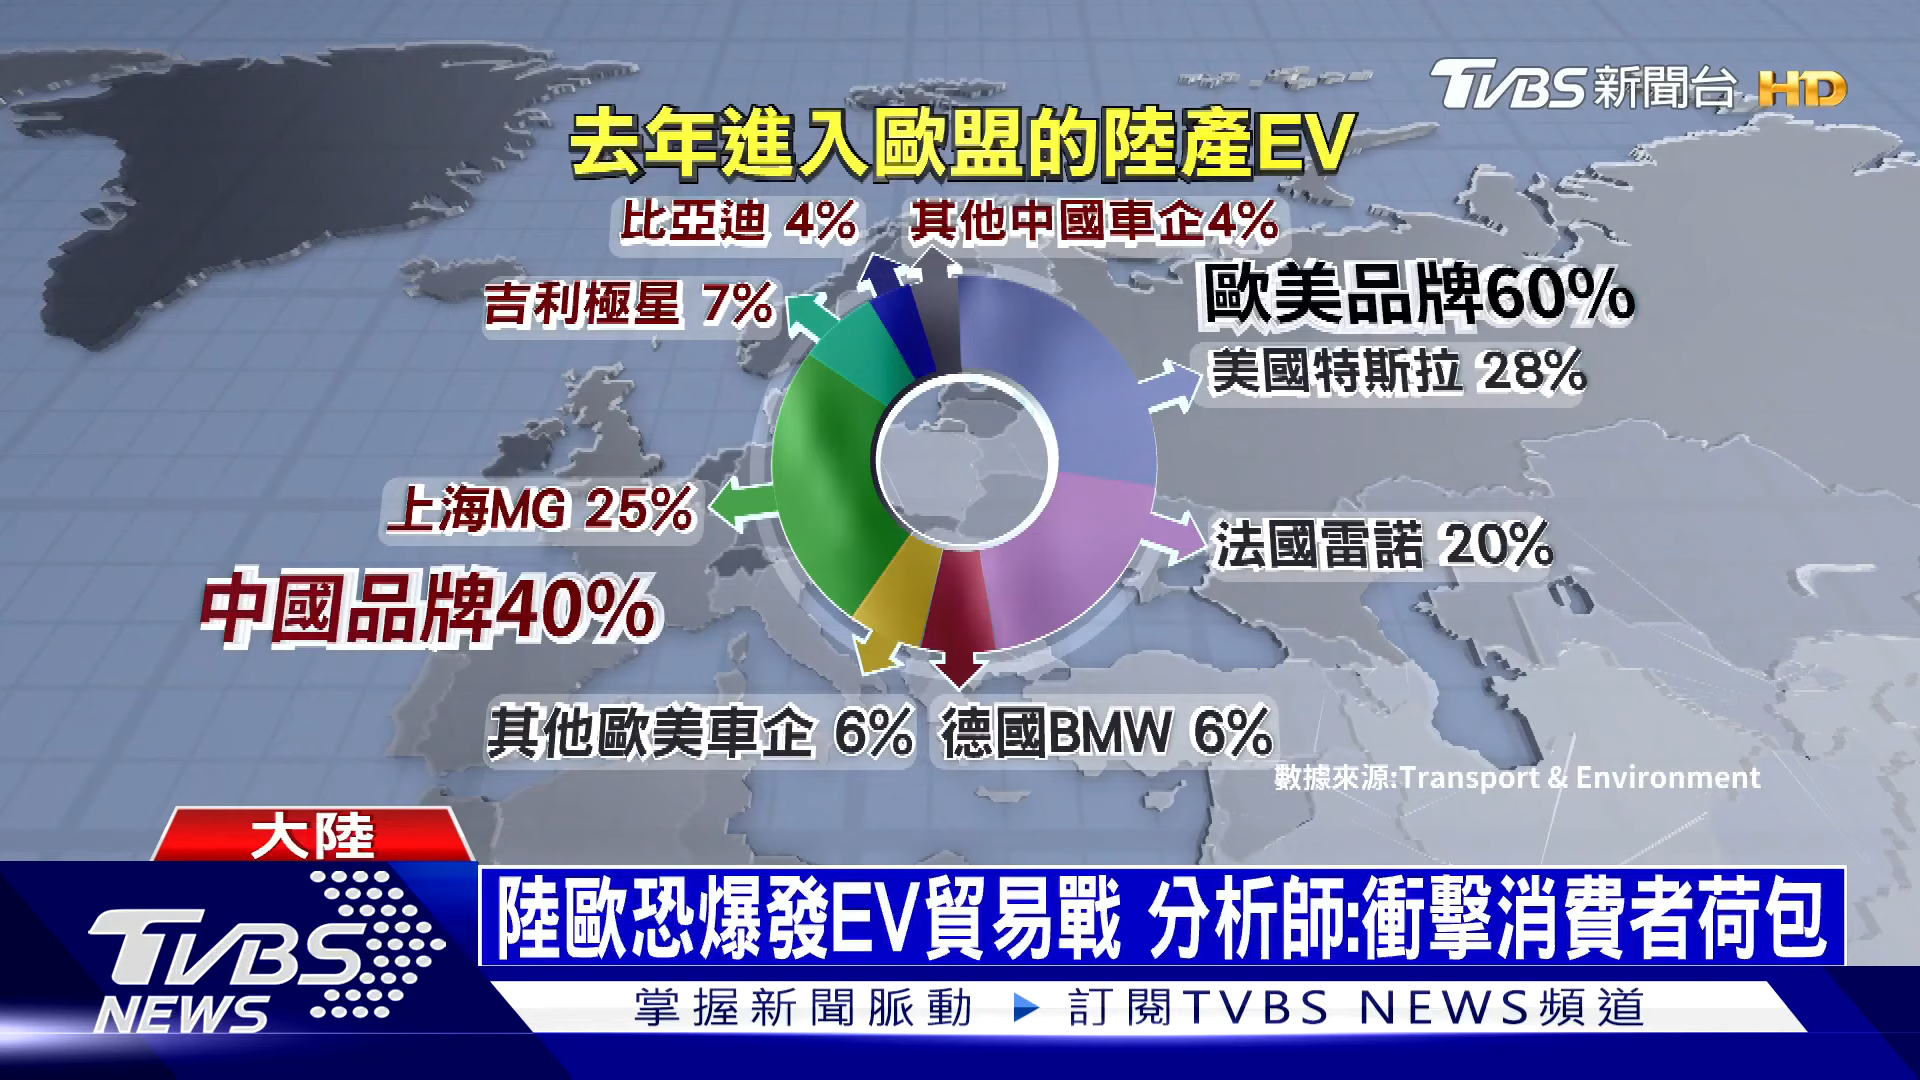 TVBS新聞台 HD
去年進入歐盟的陸產EV
比亞迪 4%
其他中國車企4%
歐美品牌60%
吉利極星 7%
美國特斯拉 28%
上海MG 25%
法國雷諾 20%
中國品牌40%
其他歐美車企 6%
德國BMW 6%
數據來源:Transport & Environment
大陸
陸歐恐爆發EV貿易戰 分析師:衝擊消費者荷包
TVBS
NEWS
掌握新聞脈動 ▶ 訂閱TVBS NEWS頻道